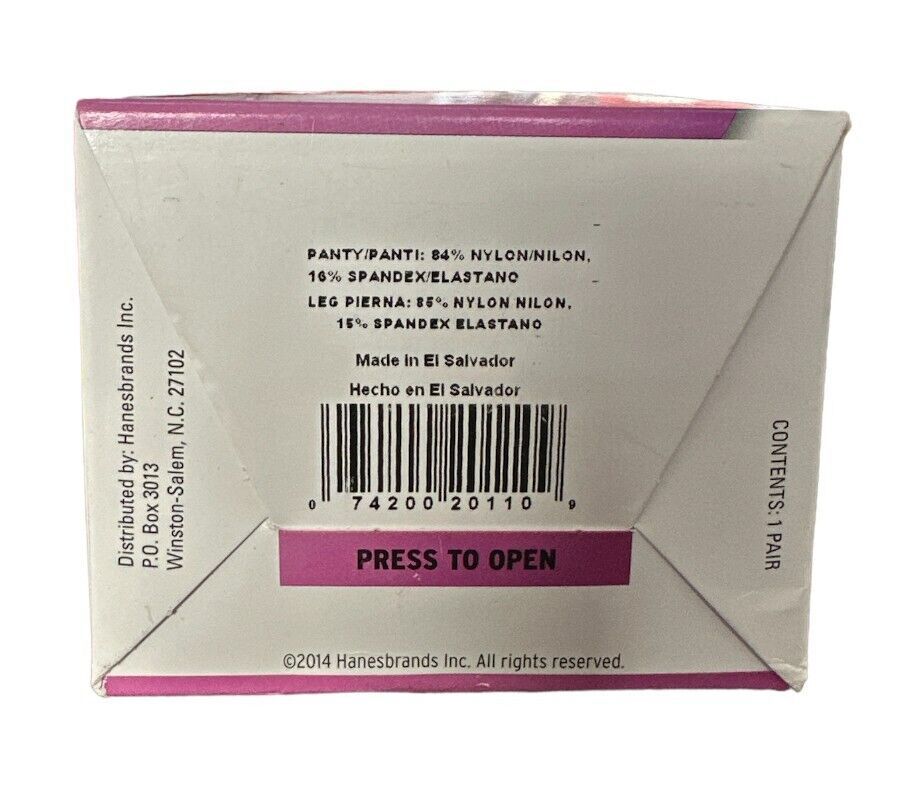 PANTY/PANTI: 84% NYLON/NILON,
16% SPANDEX/ELASTANO
LEG PIERNA: 85% NYLON NILON,
15% SPANDEX ELASTANO
Made in El Salvador
Hecho en El Salvador
0 74200 20110 9
PRESS TO OPEN
©2014 Hanesbrands Inc. All rights reserved.
Distributed by: Hanesbrands Inc.
P.O. Box 3013
Winston-Salem, N.C. 27102
CONTENTS: 1 PAIR